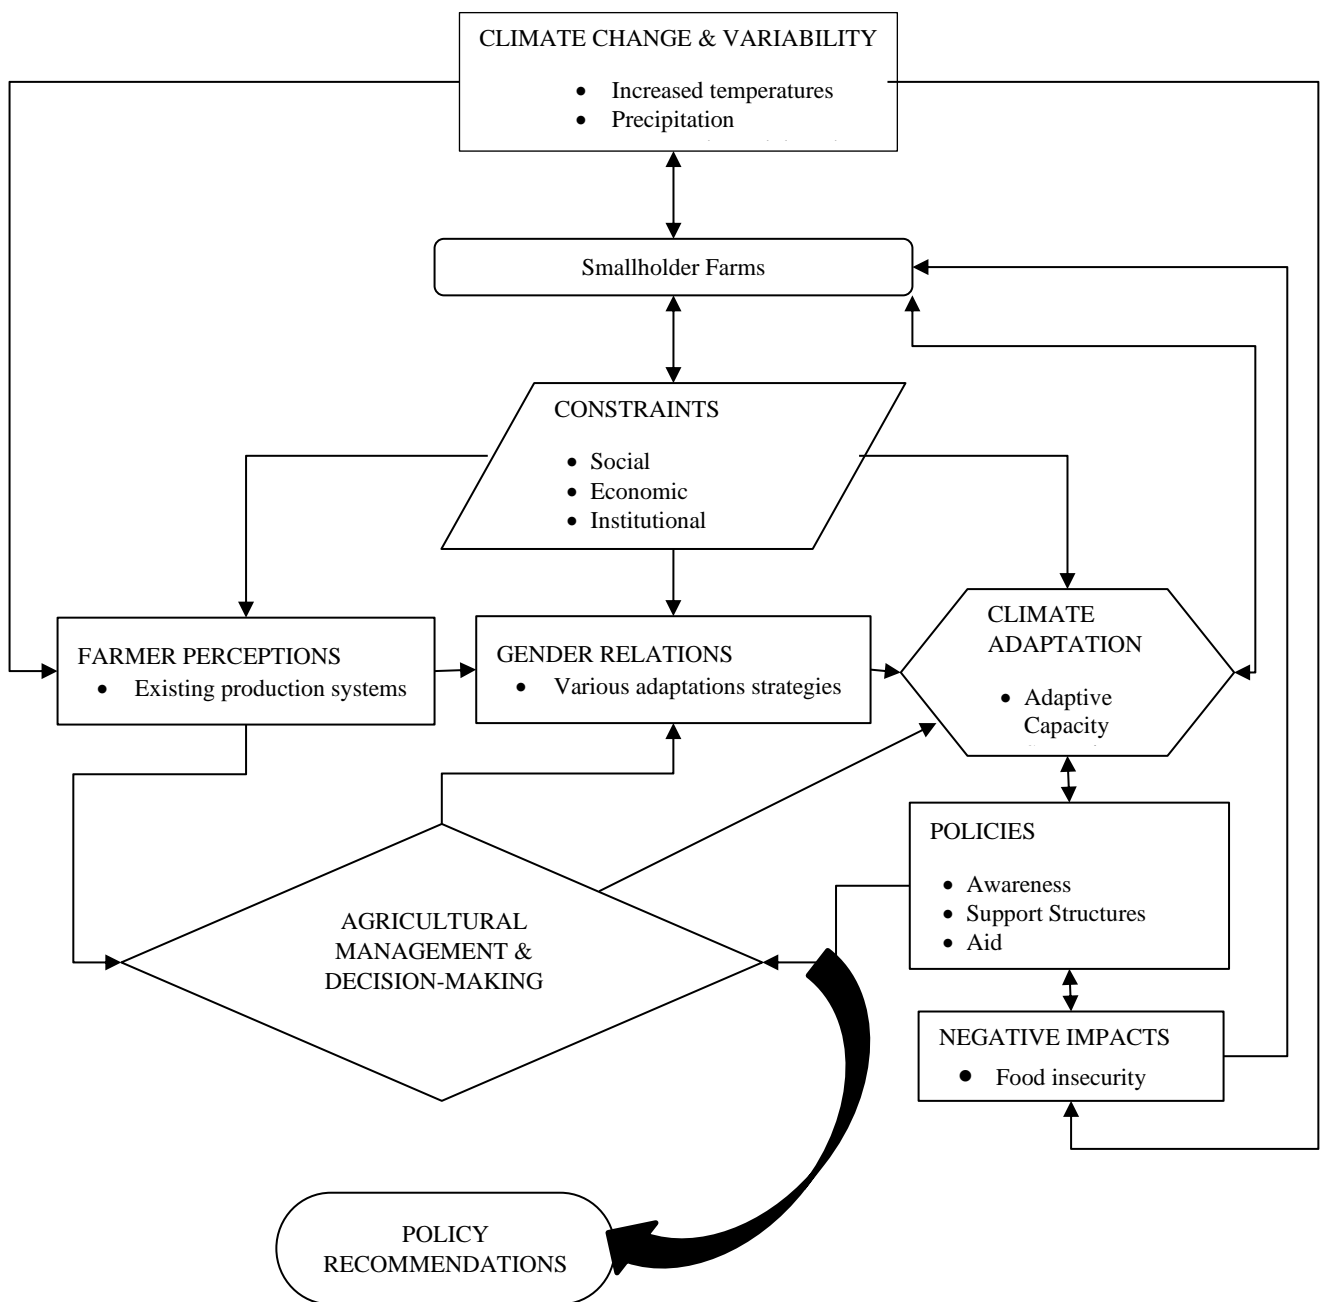 CLIMATE CHANGE & VARIABILITY
• Increased temperatures
• Precipitation
Smallholder Farms
CONSTRAINTS
• Social
• Economic
• Institutional
FARMER PERCEPTIONS
• Existing production systems
GENDER RELATIONS
• Various adaptations strategies
CLIMATE
ADAPTATION
• Adaptive
Capacity
AGRICULTURAL
MANAGEMENT &
DECISION-MAKING
POLICIES
• Awareness
• Support Structures
• Aid
NEGATIVE IMPACTS
• Food insecurity
POLICY
RECOMMENDATIONS